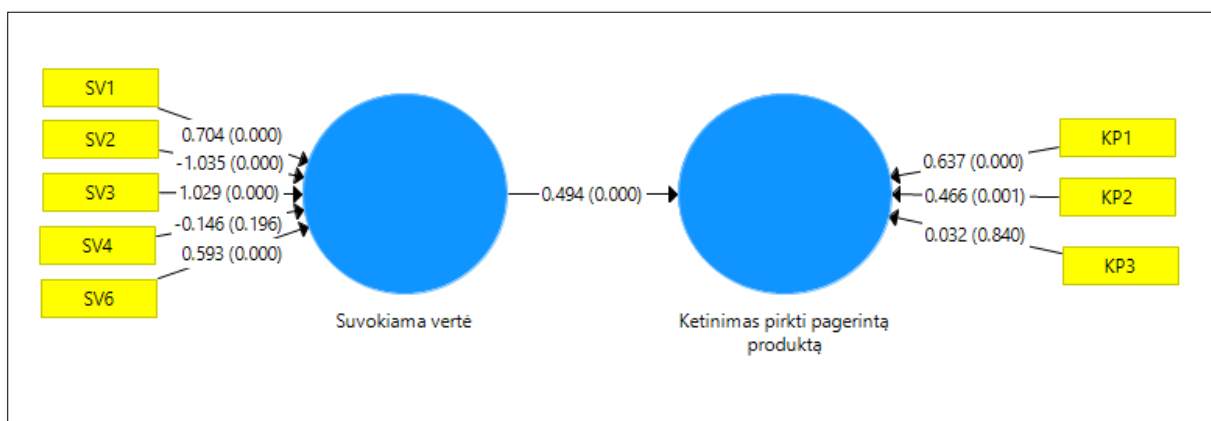 SV1
SV2
SV3
SV4
SV6
0.704 (0.000)
-1.035 (0.000)
1.029 (0.000)
-0.146 (0.196)
0.593 (0.000)
Suvokiama vertė
0.494 (0.000)
Ketinimas pirkti pagerintą
produktą
0.637 (0.000)
0.466 (0.001)
0.032 (0.840)
KP1
KP2
KP3